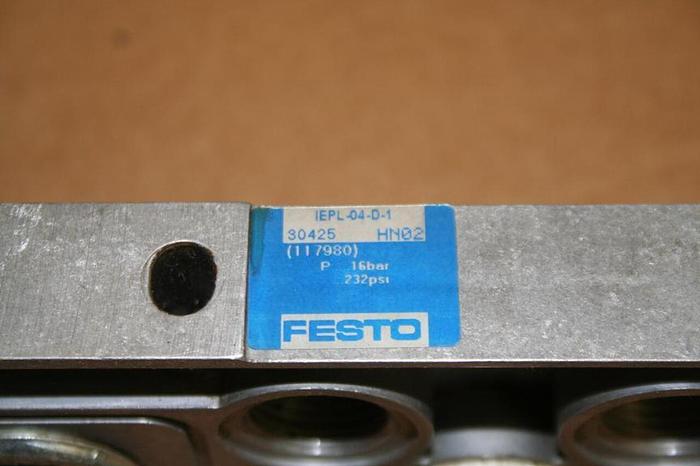 IEPL-04-D-1
30425 HN02
(117980)
P 16bar
232psi
FESTO